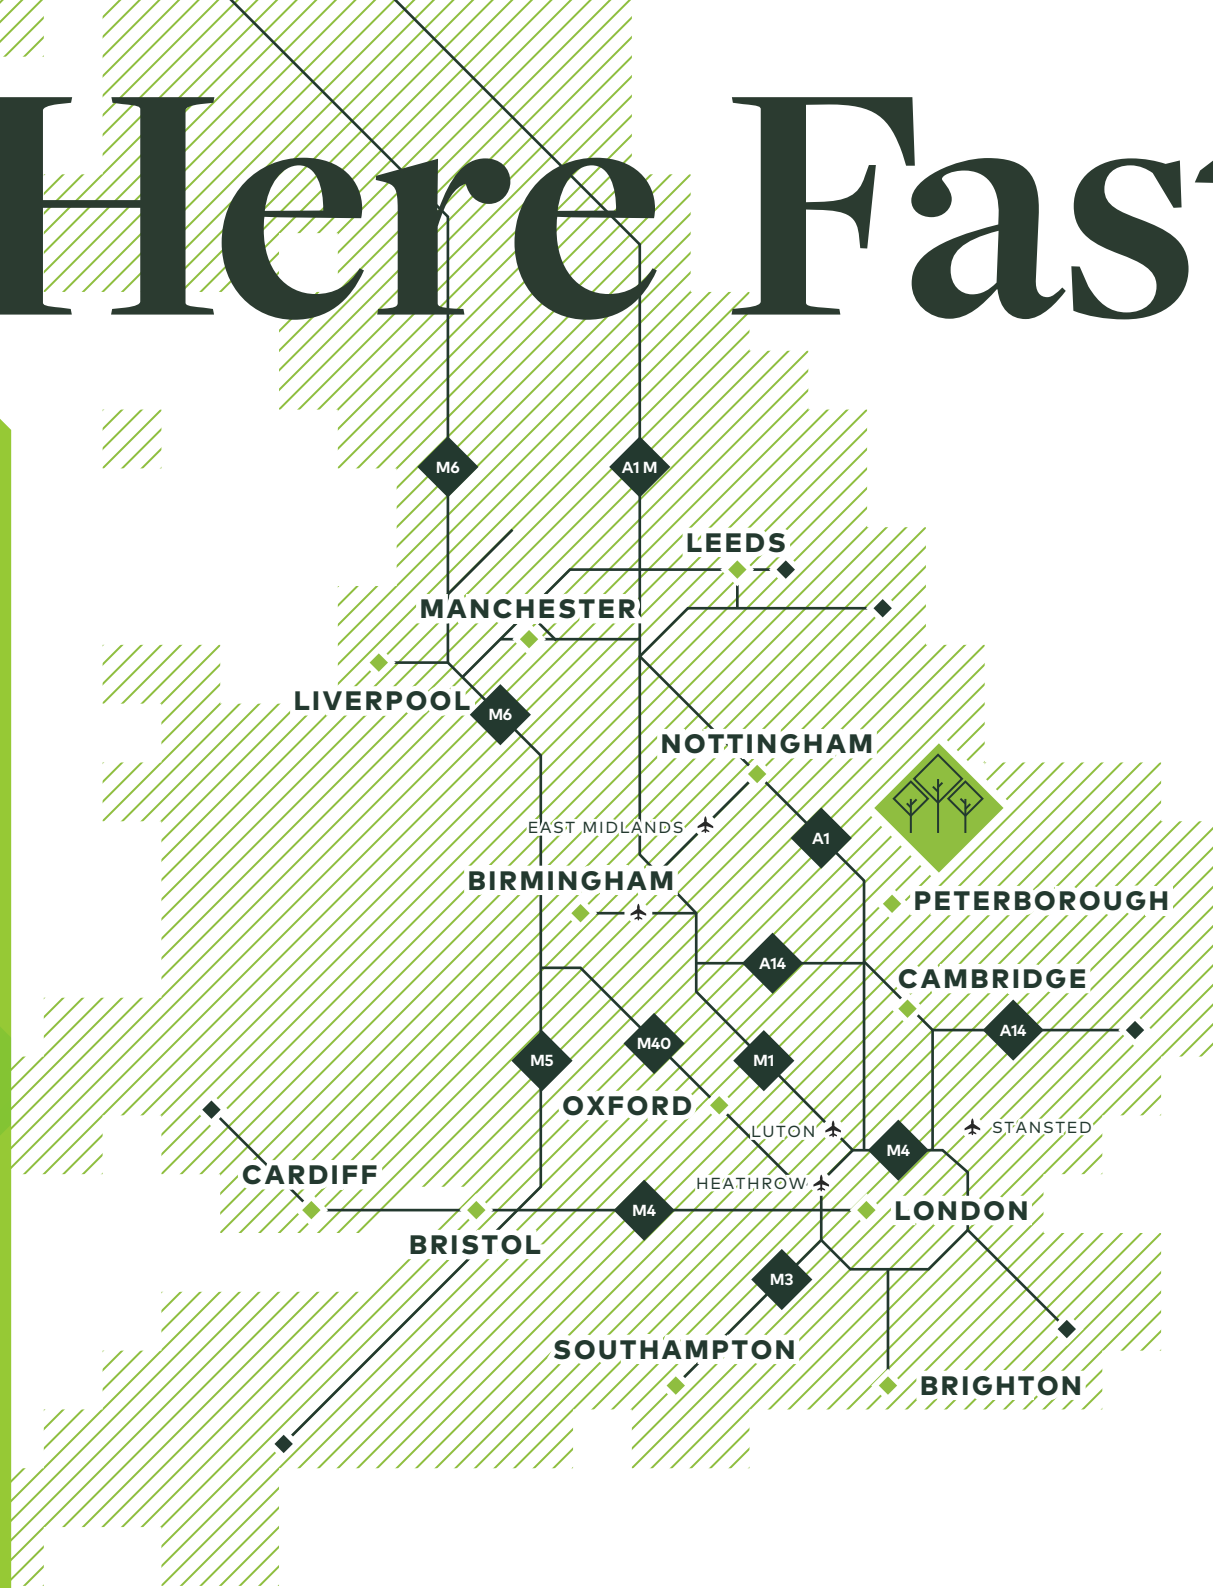 Here Fast
M6
A1 M
LEEDS
MANCHESTER
LIVERPOOL
M6
NOTTINGHAM
EAST MIDLANDS
A1
BIRMINGHAM
PETERBOROUGH
A14
CAMBRIDGE
A14
M40
M5
M1
OXFORD
LUTON
STANSTED
M4
CARDIFF
HEATHROW
M4
LONDON
BRISTOL
M3
SOUTHAMPTON
BRIGHTON